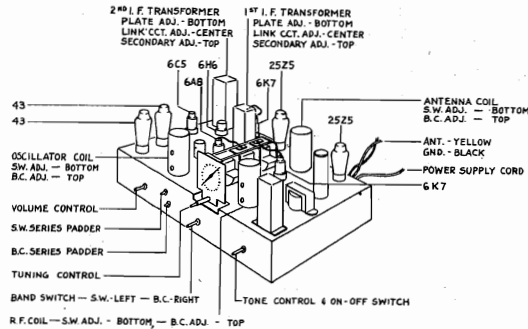 2ND I. F. TRANSFORMER
PLATE ADJ. - BOTTOM
LINK CCT. ADJ. - CENTER
SECONDARY ADJ. - TOP
1ST I. F. TRANSFORMER
PLATE ADJ. - BOTTOM
LINK CCT. ADJ. - CENTER
SECONDARY ADJ. - TOP
6C5
6H6
6A8
6K7
25Z5
43
43
ANTENNA COIL
S.W. ADJ. - BOTTOM
B.C. ADJ. - TOP
25Z5
ANT. - YELLOW
GND. - BLACK
OSCILLATOR COIL
S.W. ADJ. - BOTTOM
B.C. ADJ. - TOP
POWER SUPPLY CORD
6K7
VOLUME CONTROL
S.W. SERIES PADDER
B.C. SERIES PADDER
TUNING CONTROL
BAND SWITCH - S.W. - LEFT - B.C. - RIGHT
TONE CONTROL & ON-OFF SWITCH
R.F. COIL - S.W. ADJ. - BOTTOM, - B.C. ADJ. - TOP